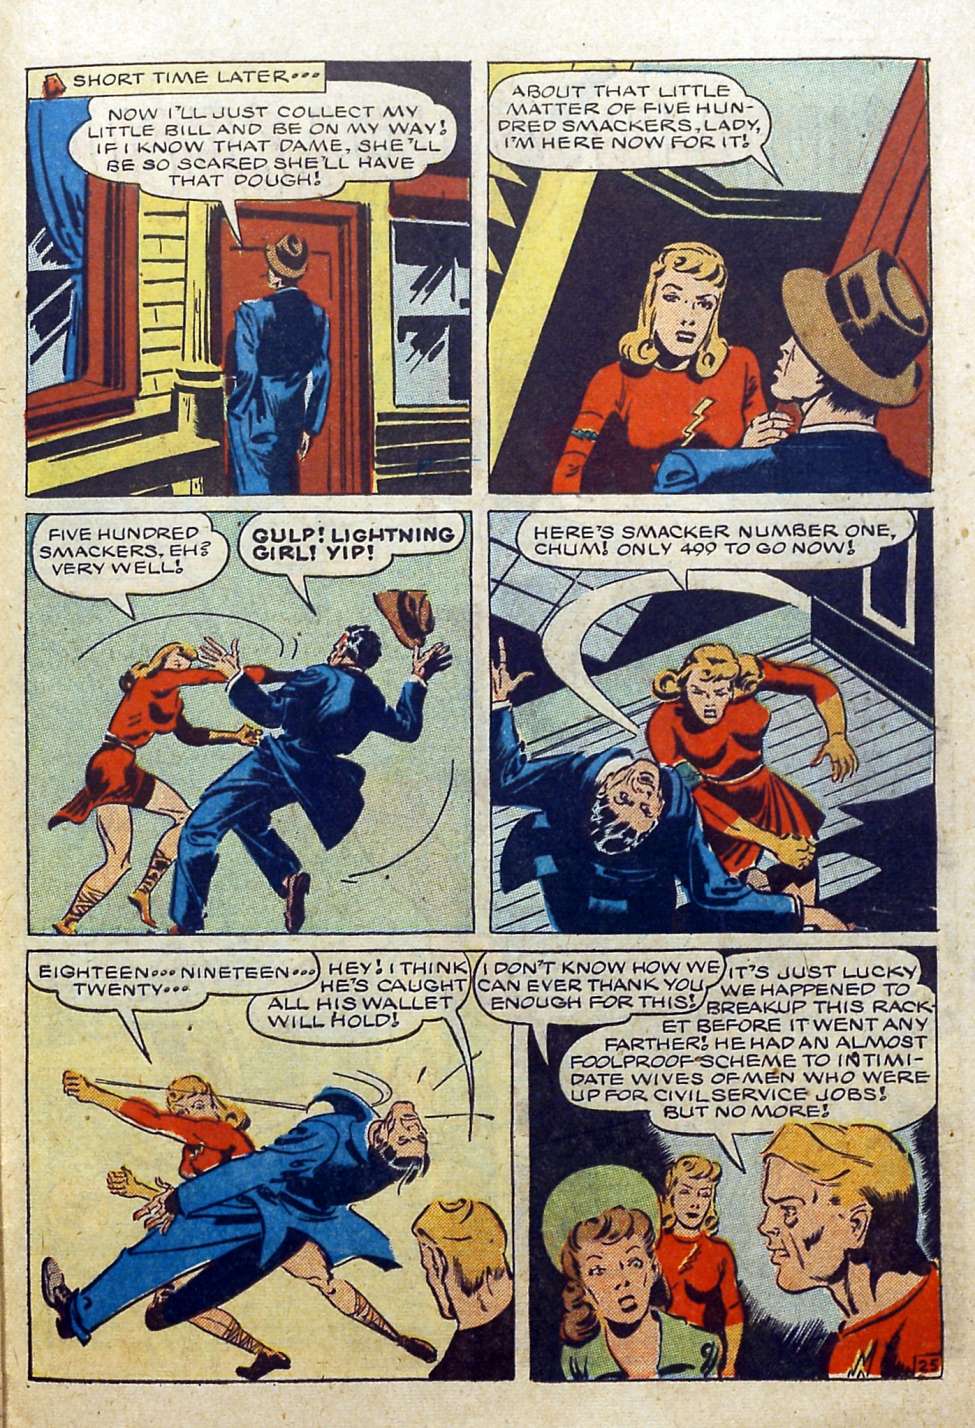 A SHORT TIME LATER...
NOW I'LL JUST COLLECT MY
LITTLE BILL AND BE ON MY WAY!
IF I KNOW THAT DAME, SHE'LL
BE SO SCARED SHE'LL HAVE
THAT DOUGH!
ABOUT THAT LITTLE
MATTER OF FIVE HUN-
DRED SMACKERS, LADY,
I'M HERE NOW FOR IT!
FIVE HUNDRED
SMACKERS, EH?
VERY WELL!
GULP! LIGHTNING
GIRL! YIP!
HERE'S SMACKER NUMBER ONE,
CHUM! ONLY 499 TO GO NOW!
EIGHTEEN... NINETEEN...
TWENTY...
HEY! I THINK
HE'S CAUGHT
ALL HIS WALLET
WILL HOLD!
I DON'T KNOW HOW WE
CAN EVER THANK YOU
ENOUGH FOR THIS!
IT'S JUST LUCKY
WE HAPPENED TO
BREAKUP THIS RACK-
ET BEFORE IT WENT ANY
FARTHER! HE HAD AN ALMOST
FOOLPROOF SCHEME TO INTIMI-
DATE WIVES OF MEN WHO WERE
UP FOR CIVIL SERVICE JOBS!
BUT NO MORE!
25